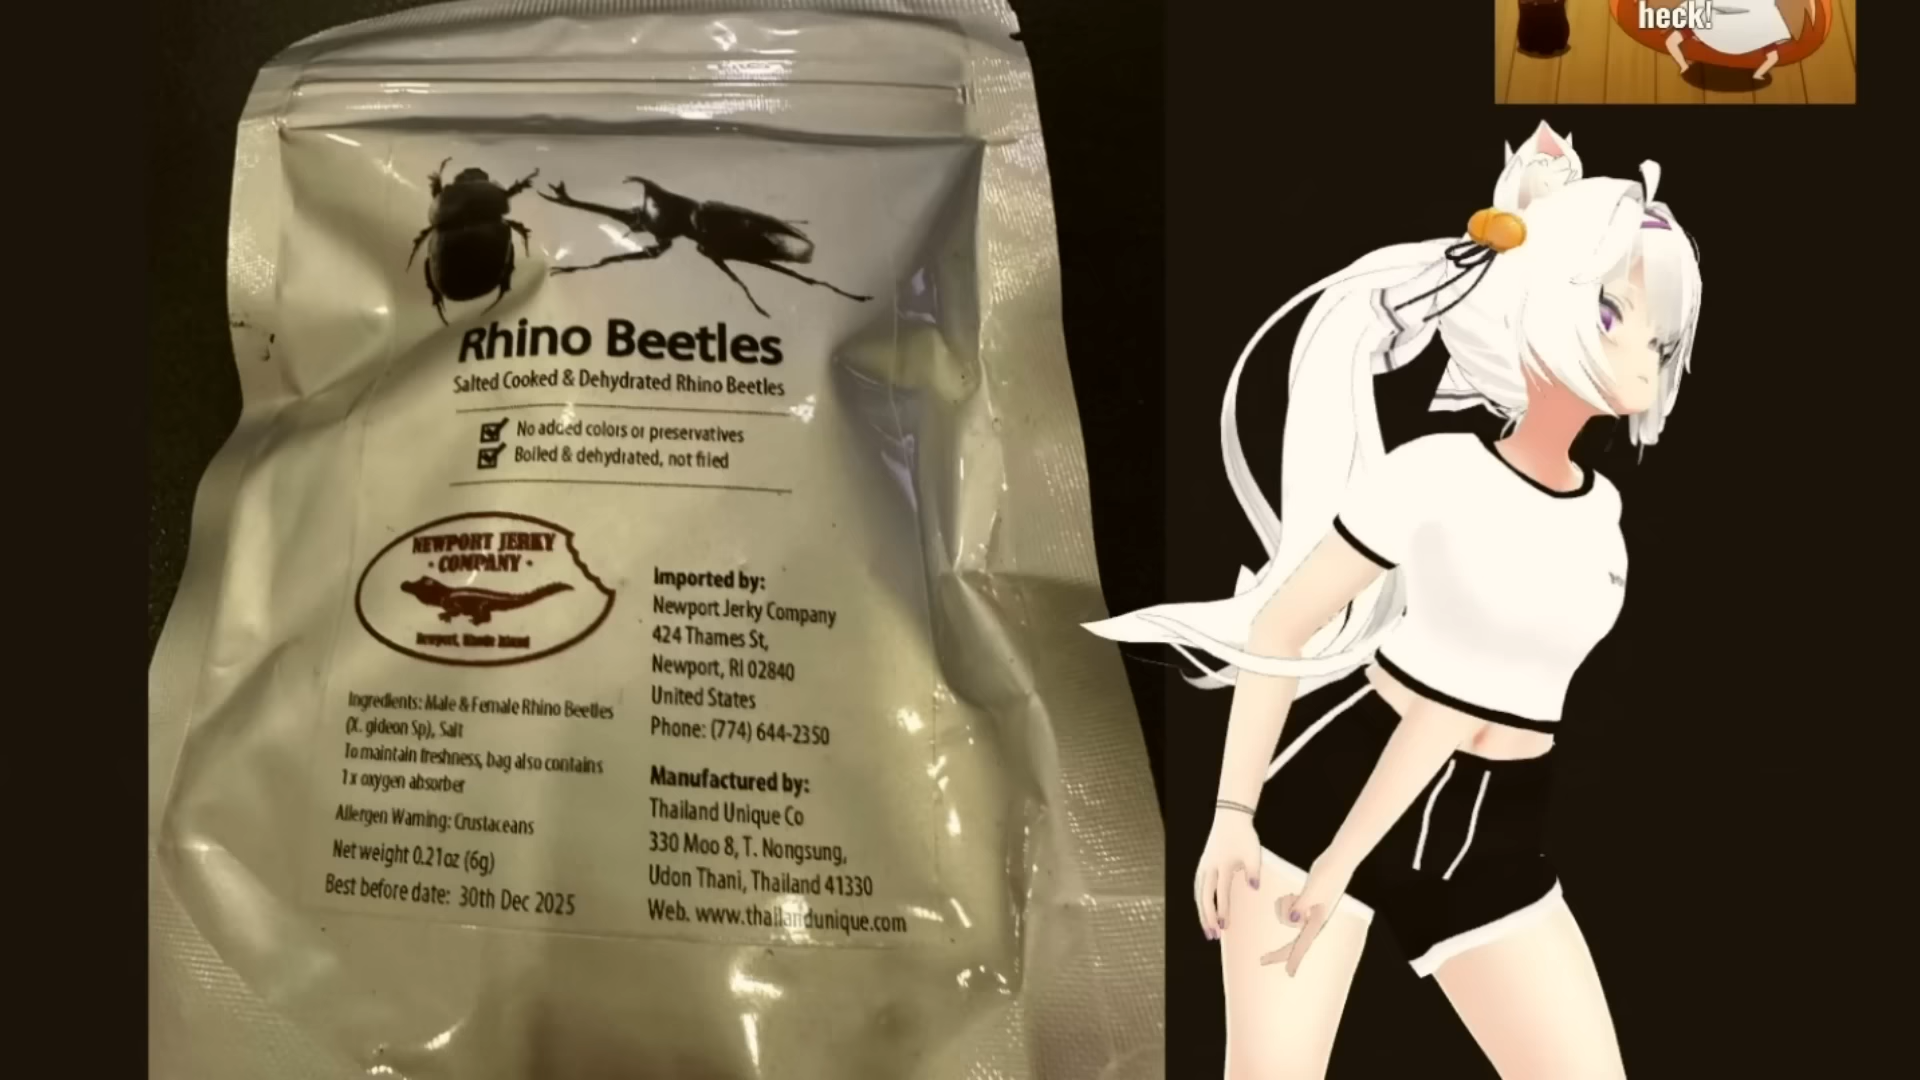 heck!
Rhino Beetles
Salted Cooked & Dehydrated Rhino Beetles
No added colors or preservatives
Boiled & dehydrated, not fried
NEWPORT JERKY
• COMPANY •
Newport, Rhode Island
Ingredients: Male & Female Rhino Beetles
(X. gideon Sp), Salt
To maintain freshness, bag also contains
1 x oxygen absorber
Allergen Warning: Crustaceans
Net weight 0.21oz (6g)
Best before date: 30th Dec 2025
Imported by:
Newport Jerky Company
424 Thames St,
Newport, RI 02840
United States
Phone: (774) 644-2350
Manufactured by:
Thailand Unique Co
330 Moo 8, T. Nongsung,
Udon Thani, Thailand 41330
Web. www.thailandunique.com